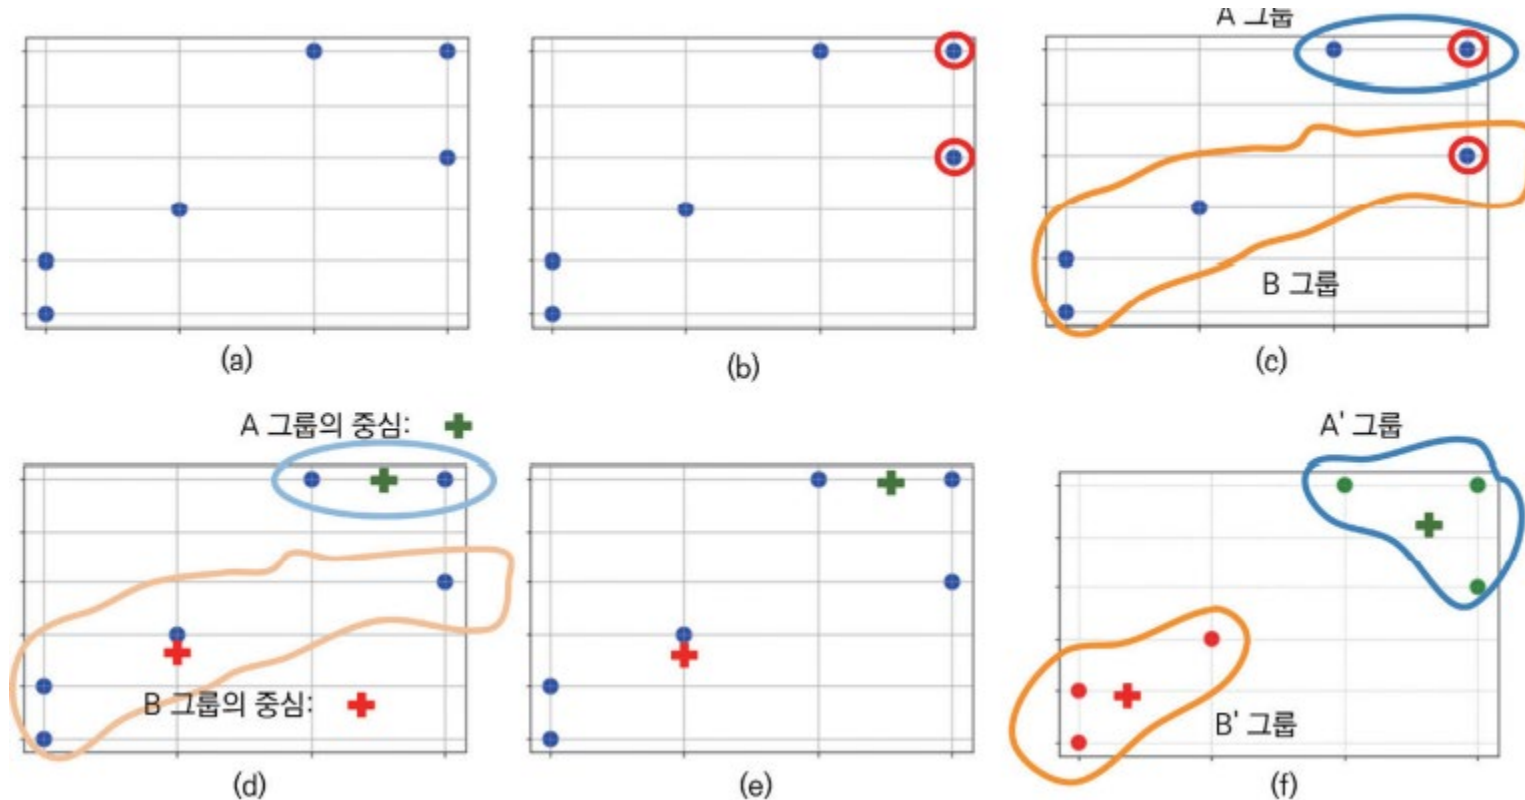 A 그룹
B 그룹
(a)
(b)
(c)
A 그룹의 중심:
A' 그룹
B 그룹의 중심:
B' 그룹
(d)
(e)
(f)